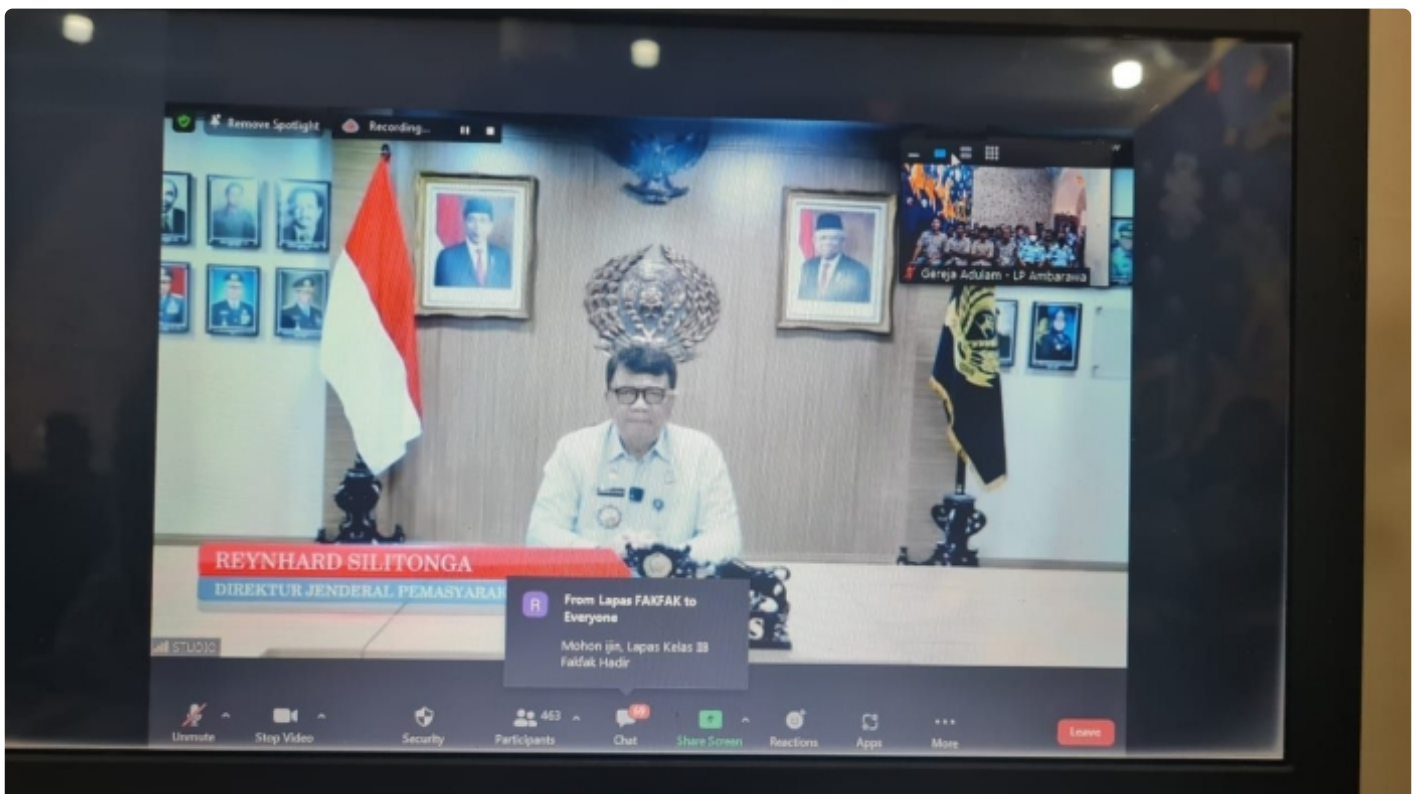 Remove Spotlight
Recording...
Gereja Adulam - LP Ambarawa
REYNHARD SILITONGA
DIREKTUR JENDERAL PEMASYARAK
From Lapas FAKFAK to
Everyone
Mohon ijin, Lapas Kelas IIB
Fakfak Hadir
R
S
STUDIO
Unmute
Stop Video
Security
463
Participants
69
Chat
Share Screen
Reactions
Apps
More
Leave